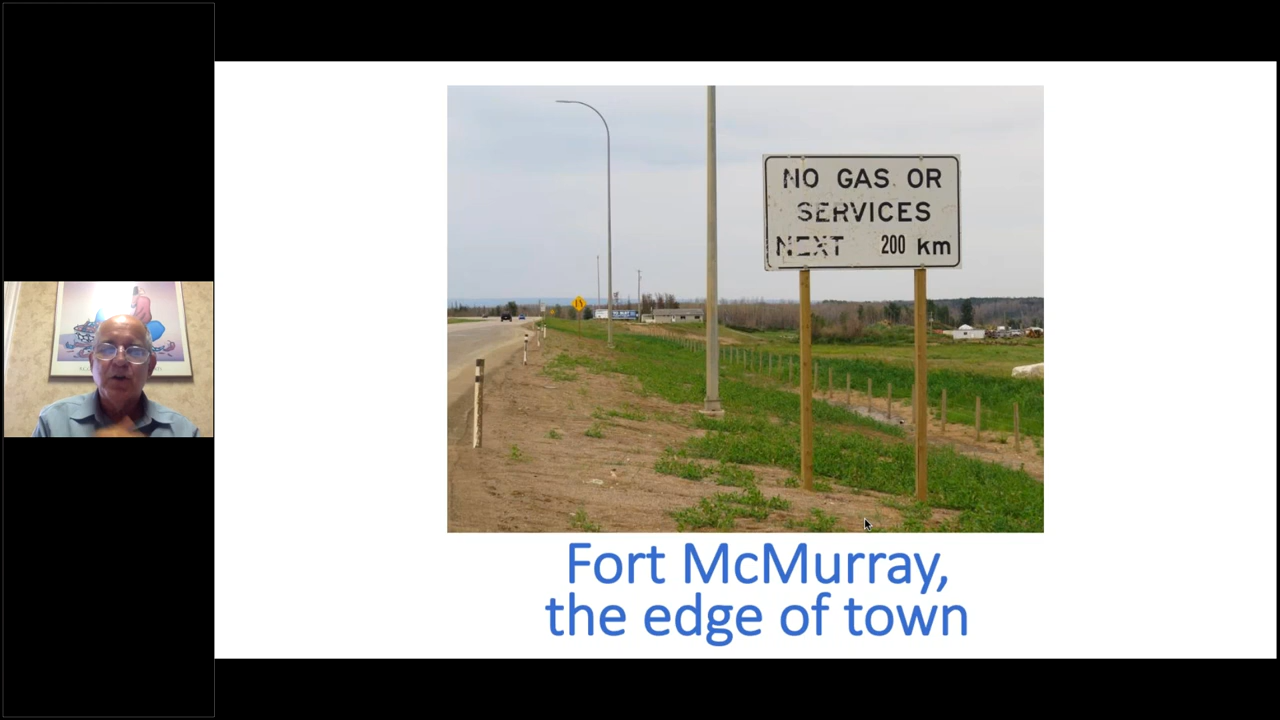 NO GAS OR
SERVICES
NEXT 200 km
Fort McMurray,
the edge of town